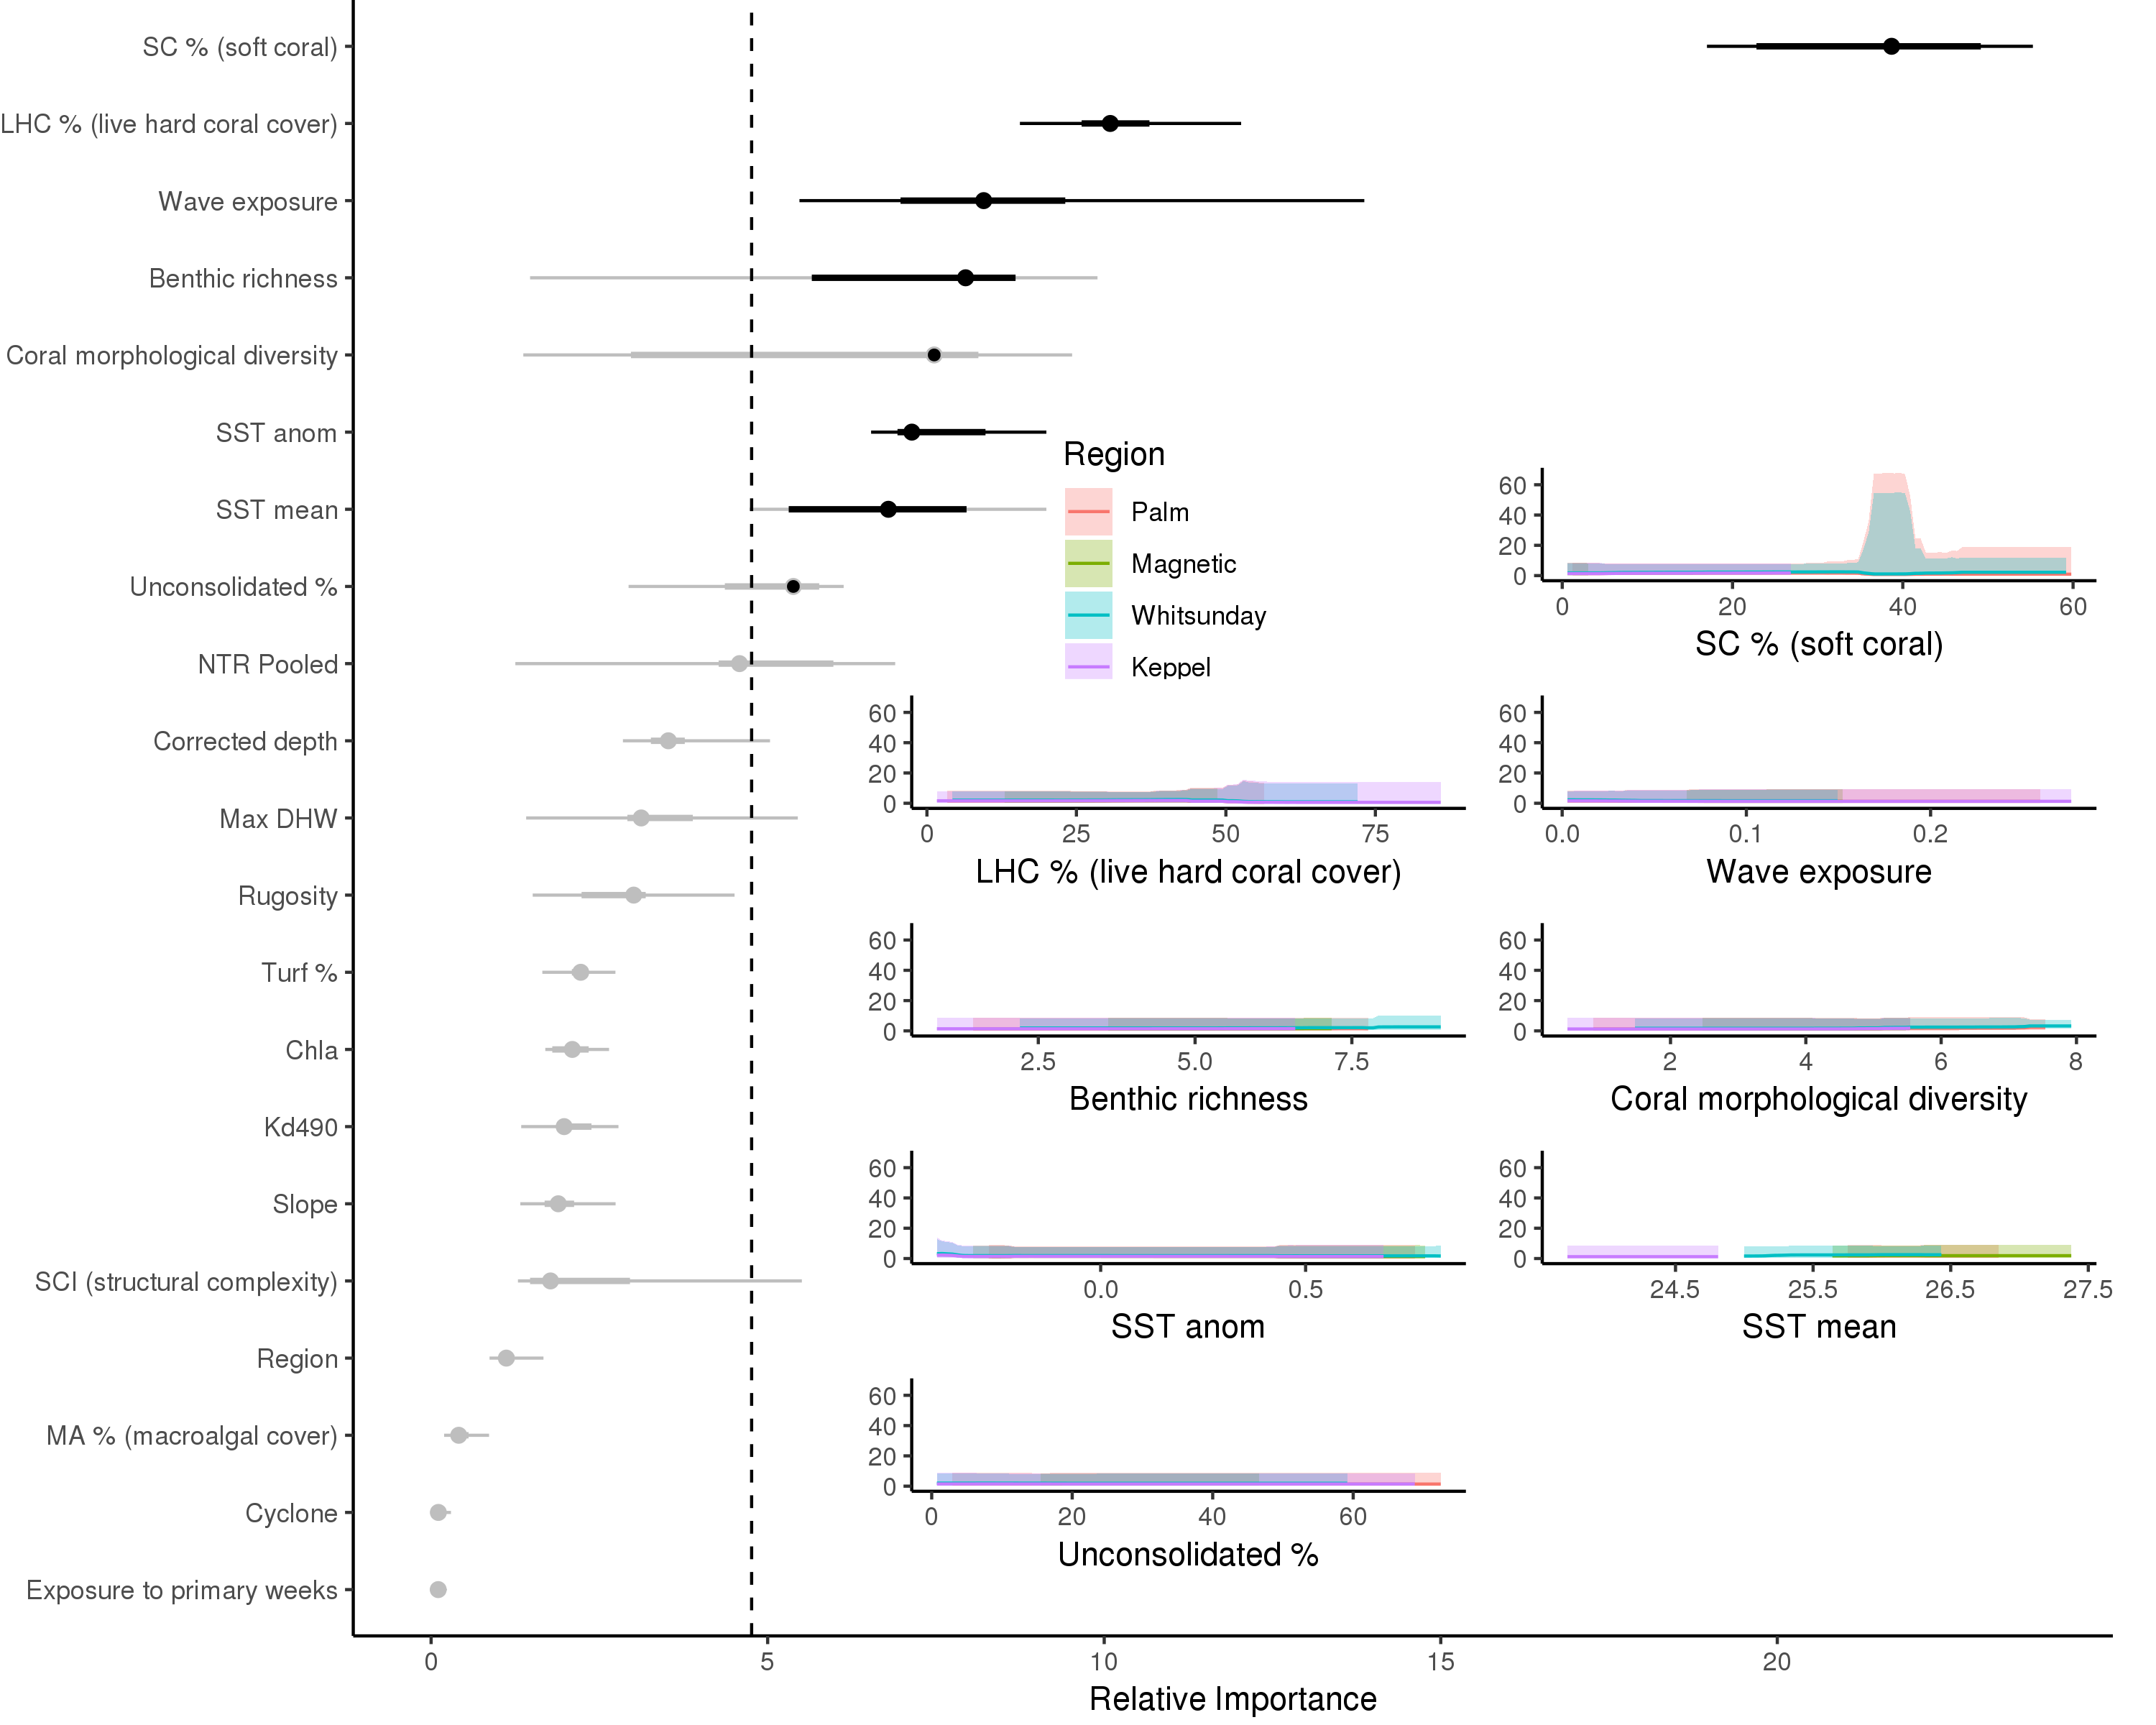 SC % (soft coral)
LHC % (live hard coral cover)
Wave exposure
Benthic richness
Coral morphological diversity
SST anom
SST mean
Unconsolidated %
NTR Pooled
Corrected depth
Max DHW
Rugosity
Turf %
Chla
Kd490
Slope
SCI (structural complexity)
Region
MA % (macroalgal cover)
Cyclone
Exposure to primary weeks
0 5 10 15 20
Relative Importance
Region
Palm
Magnetic
Whitsunday
Keppel
60
40
20
0
0 20 40 60
SC % (soft coral)
60
40
20
0
0 25 50 75
LHC % (live hard coral cover)
60
40
20
0
0.0 0.1 0.2
Wave exposure
60
40
20
0
2.5 5.0 7.5
Benthic richness
60
40
20
0
2 4 6 8
Coral morphological diversity
60
40
20
0
0.0 0.5
SST anom
60
40
20
0
24.5 25.5 26.5 27.5
SST mean
60
40
20
0
0 20 40 60
Unconsolidated %